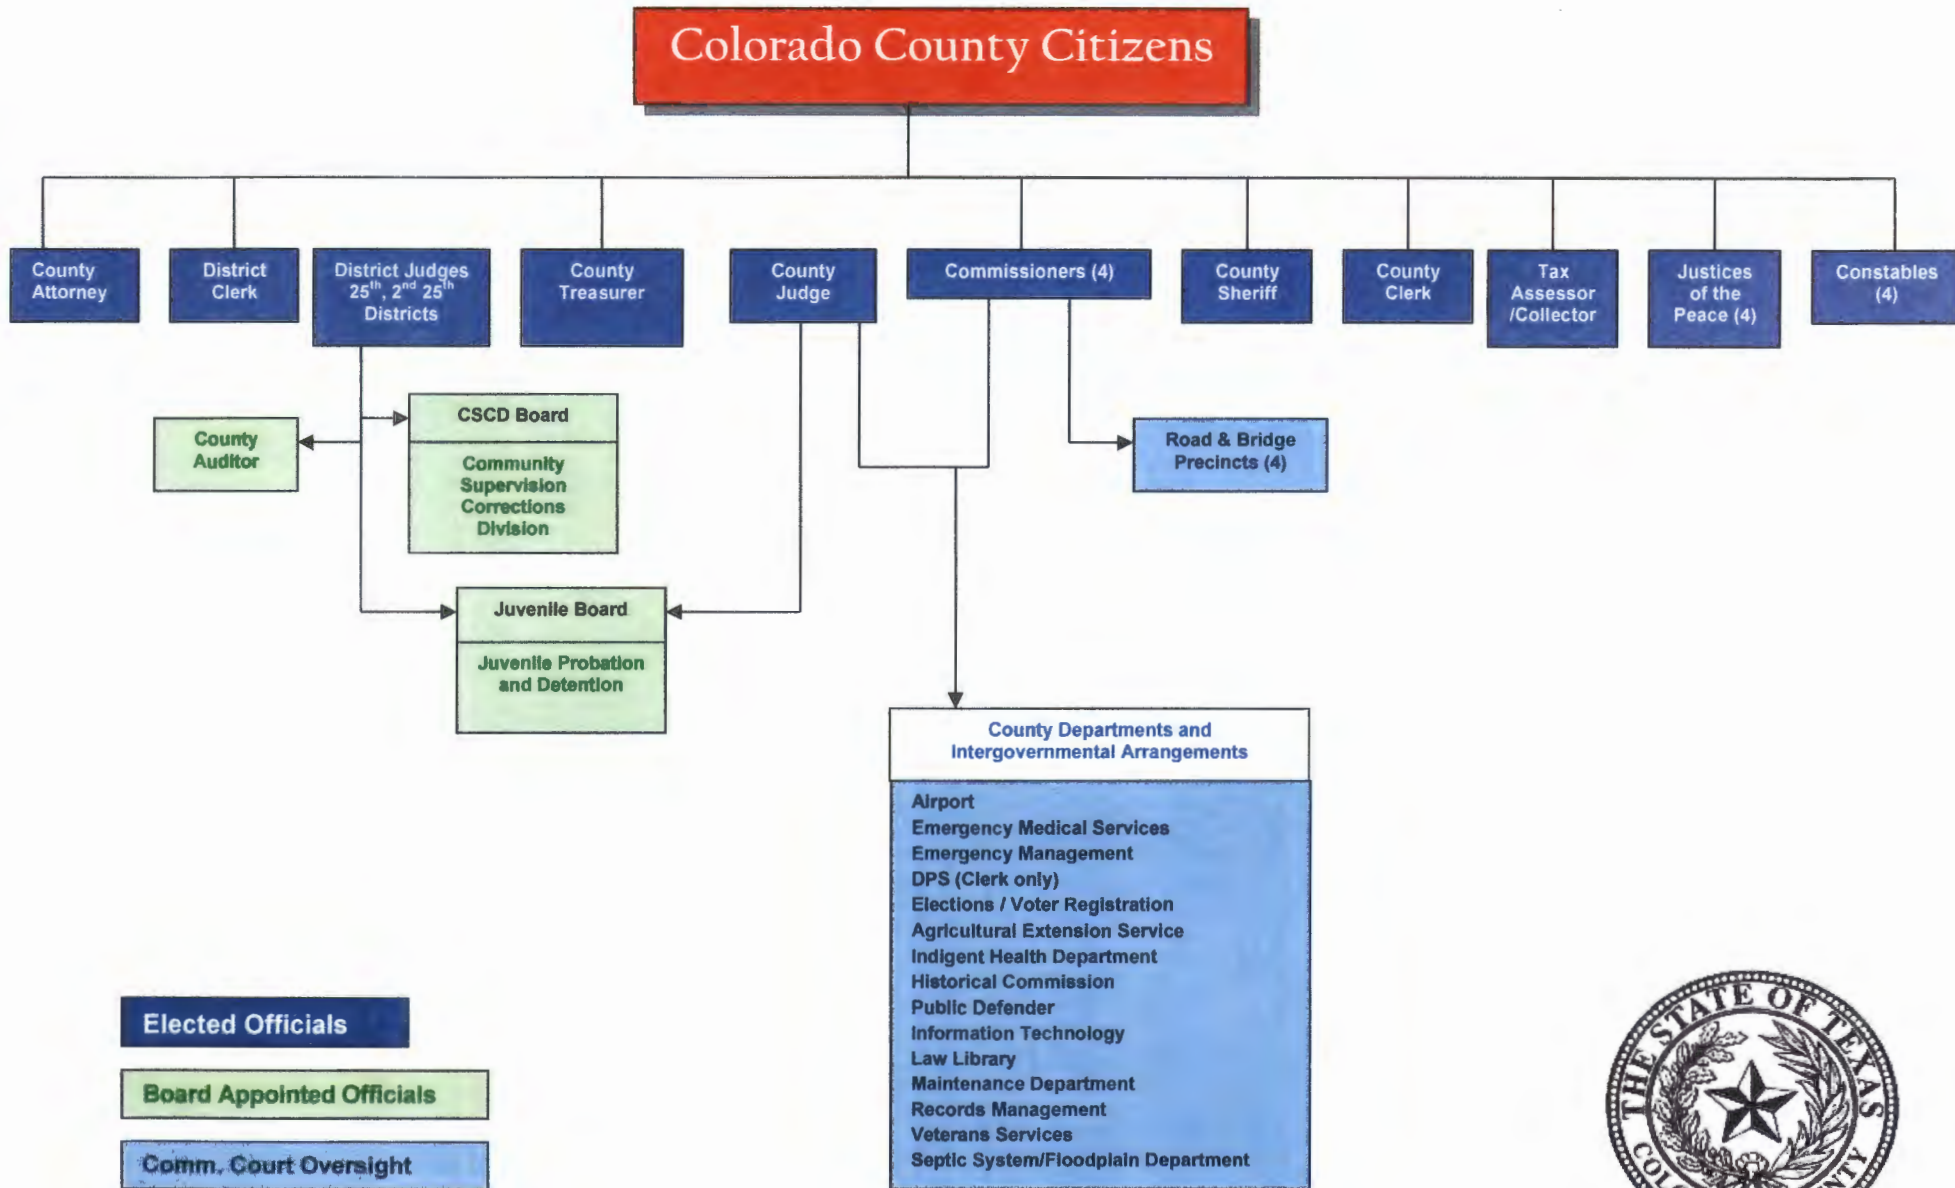 Colorado County Citizens
County
Attorney
District
Clerk
District Judges
25th, 2nd 25th
Districts
County
Treasurer
County
Judge
Commissioners (4)
County
Sheriff
County
Clerk
Tax
Assessor
/Collector
Justices
of the
Peace (4)
Constables
(4)
County
Auditor
CSCD Board
Community
Supervision
Corrections
Division
Road & Bridge
Precincts (4)
Juvenile Board
Juvenile Probation
and Detention
County Departments and
Intergovernmental Arrangements
Airport
Emergency Medical Services
Emergency Management
DPS (Clerk only)
Elections / Voter Registration
Agricultural Extension Service
Indigent Health Department
Historical Commission
Public Defender
Information Technology
Law Library
Maintenance Department
Records Management
Veterans Services
Septic System/Floodplain Department
Elected Officials
Board Appointed Officials
Comm. Court Oversight
THE STATE OF TEXAS